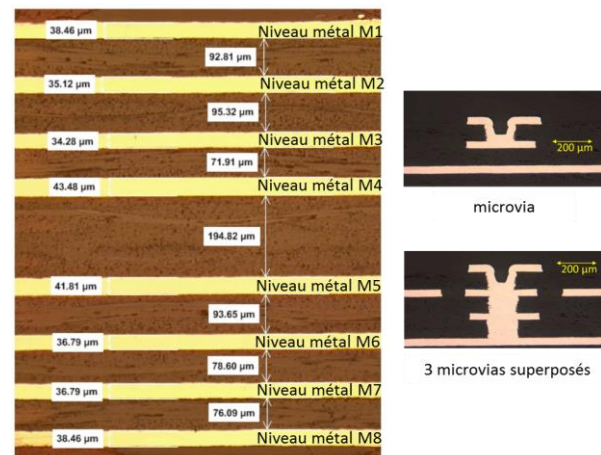 38.46 µm
Niveau métal M1
92.81 µm
35.12 µm
Niveau métal M2
95.32 µm
34.28 µm
Niveau métal M3
71.91 µm
43.48 µm
Niveau métal M4
194.82 µm
41.81 µm
Niveau métal M5
93.65 µm
36.79 µm
Niveau métal M6
78.60 µm
36.79 µm
Niveau métal M7
76.09 µm
38.46 µm
Niveau métal M8
200 µm
microvia
200 µm
3 microvias superposés